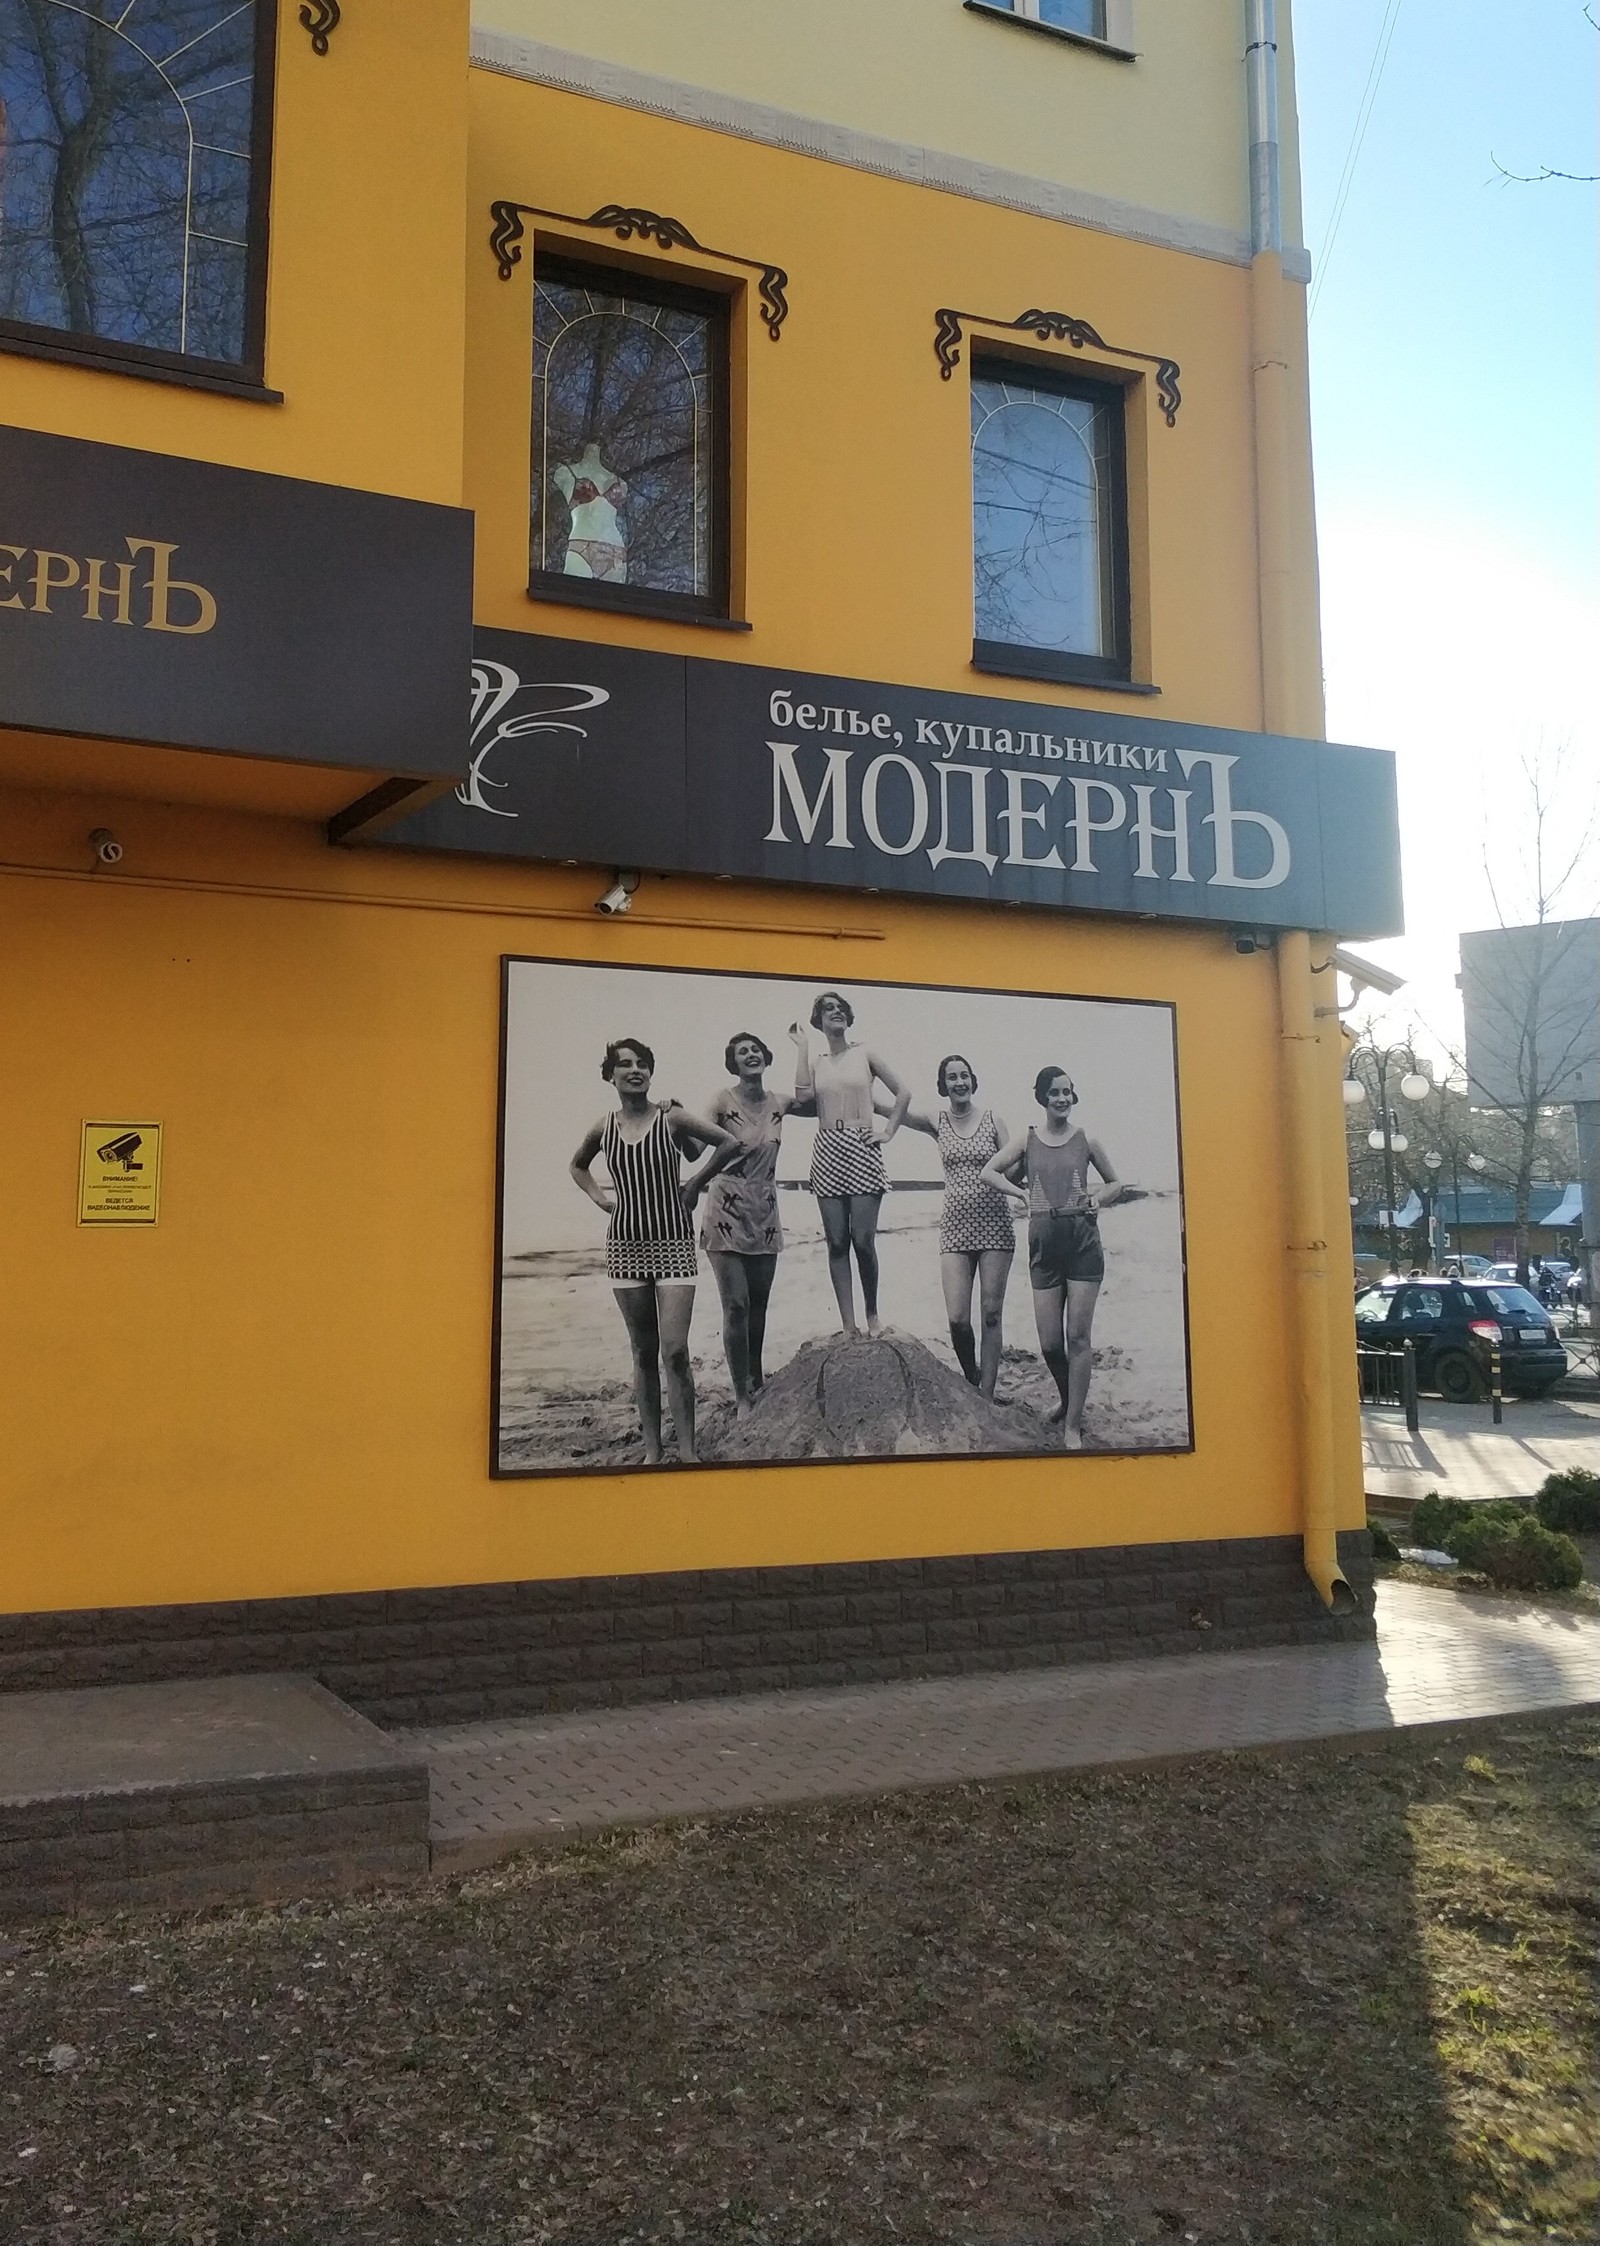 ЕРНЪ
белье, купальники
МОДЕРНЪ
ВНИМАНИЕ!
ВЕДЕТСЯ
ВИДЕОНАБЛЮДЕНИЕ